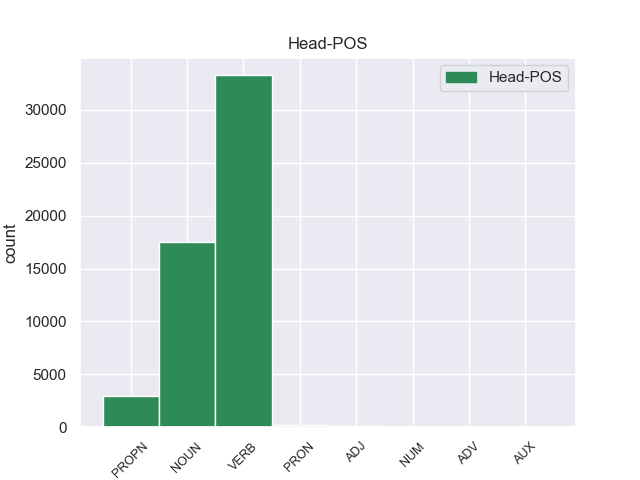 Head-POS
Head-POS
30000
25000
20000
15000
10000
5000
0
count
PROPN NOUN VERB PRON ADJ NUM ADV AUX